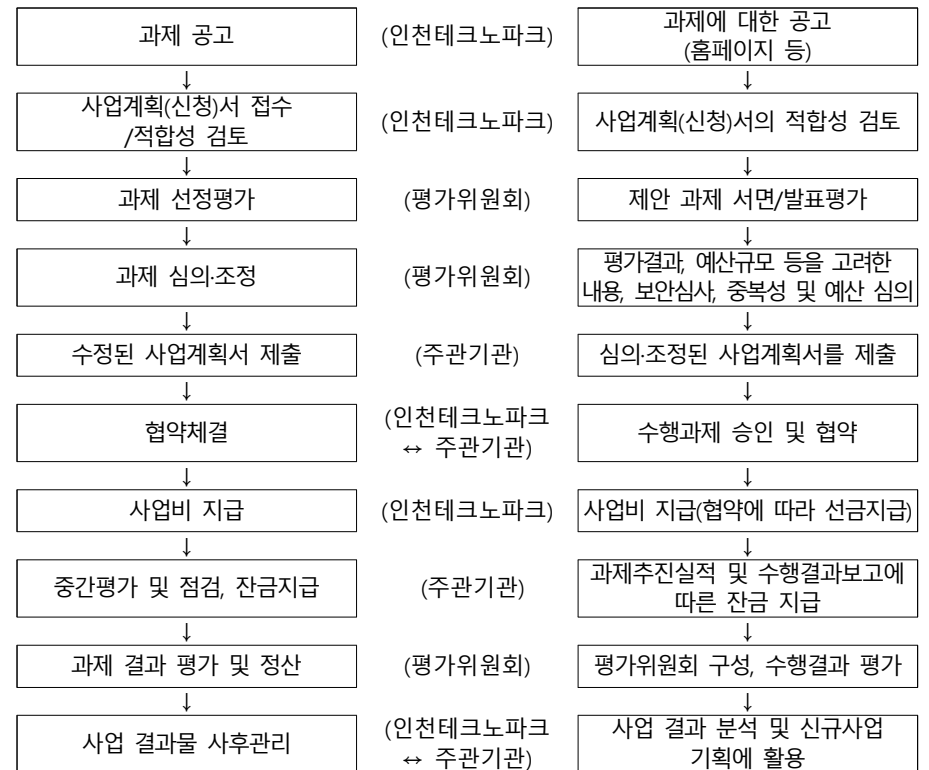 과제 공고
(인천테크노파크)
과제에 대한 공고
(홈페이지 등)
↓
↓
사업계획(신청)서 접수
/적합성 검토
(인천테크노파크)
사업계획(신청)서의 적합성 검토
↓
↓
과제 선정평가
(평가위원회)
제안 과제 서면/발표평가
↓
↓
과제 심의·조정
(평가위원회)
평가결과, 예산규모 등을 고려한
내용, 보안심사, 중복성 및 예산 심의
↓
↓
수정된 사업계획서 제출
(주관기관)
심의·조정된 사업계획서를 제출
↓
↓
협약체결
(인천테크노파크
↔ 주관기관)
수행과제 승인 및 협약
↓
↓
사업비 지급
(인천테크노파크)
사업비 지급(협약에 따라 선금지급)
↓
↓
중간평가 및 점검, 잔금지급
(주관기관)
과제추진실적 및 수행결과보고에
따른 잔금 지급
↓
↓
과제 결과 평가 및 정산
(평가위원회)
평가위원회 구성, 수행결과 평가
↓
↓
사업 결과물 사후관리
(인천테크노파크
↔ 주관기관)
사업 결과 분석 및 신규사업
기획에 활용